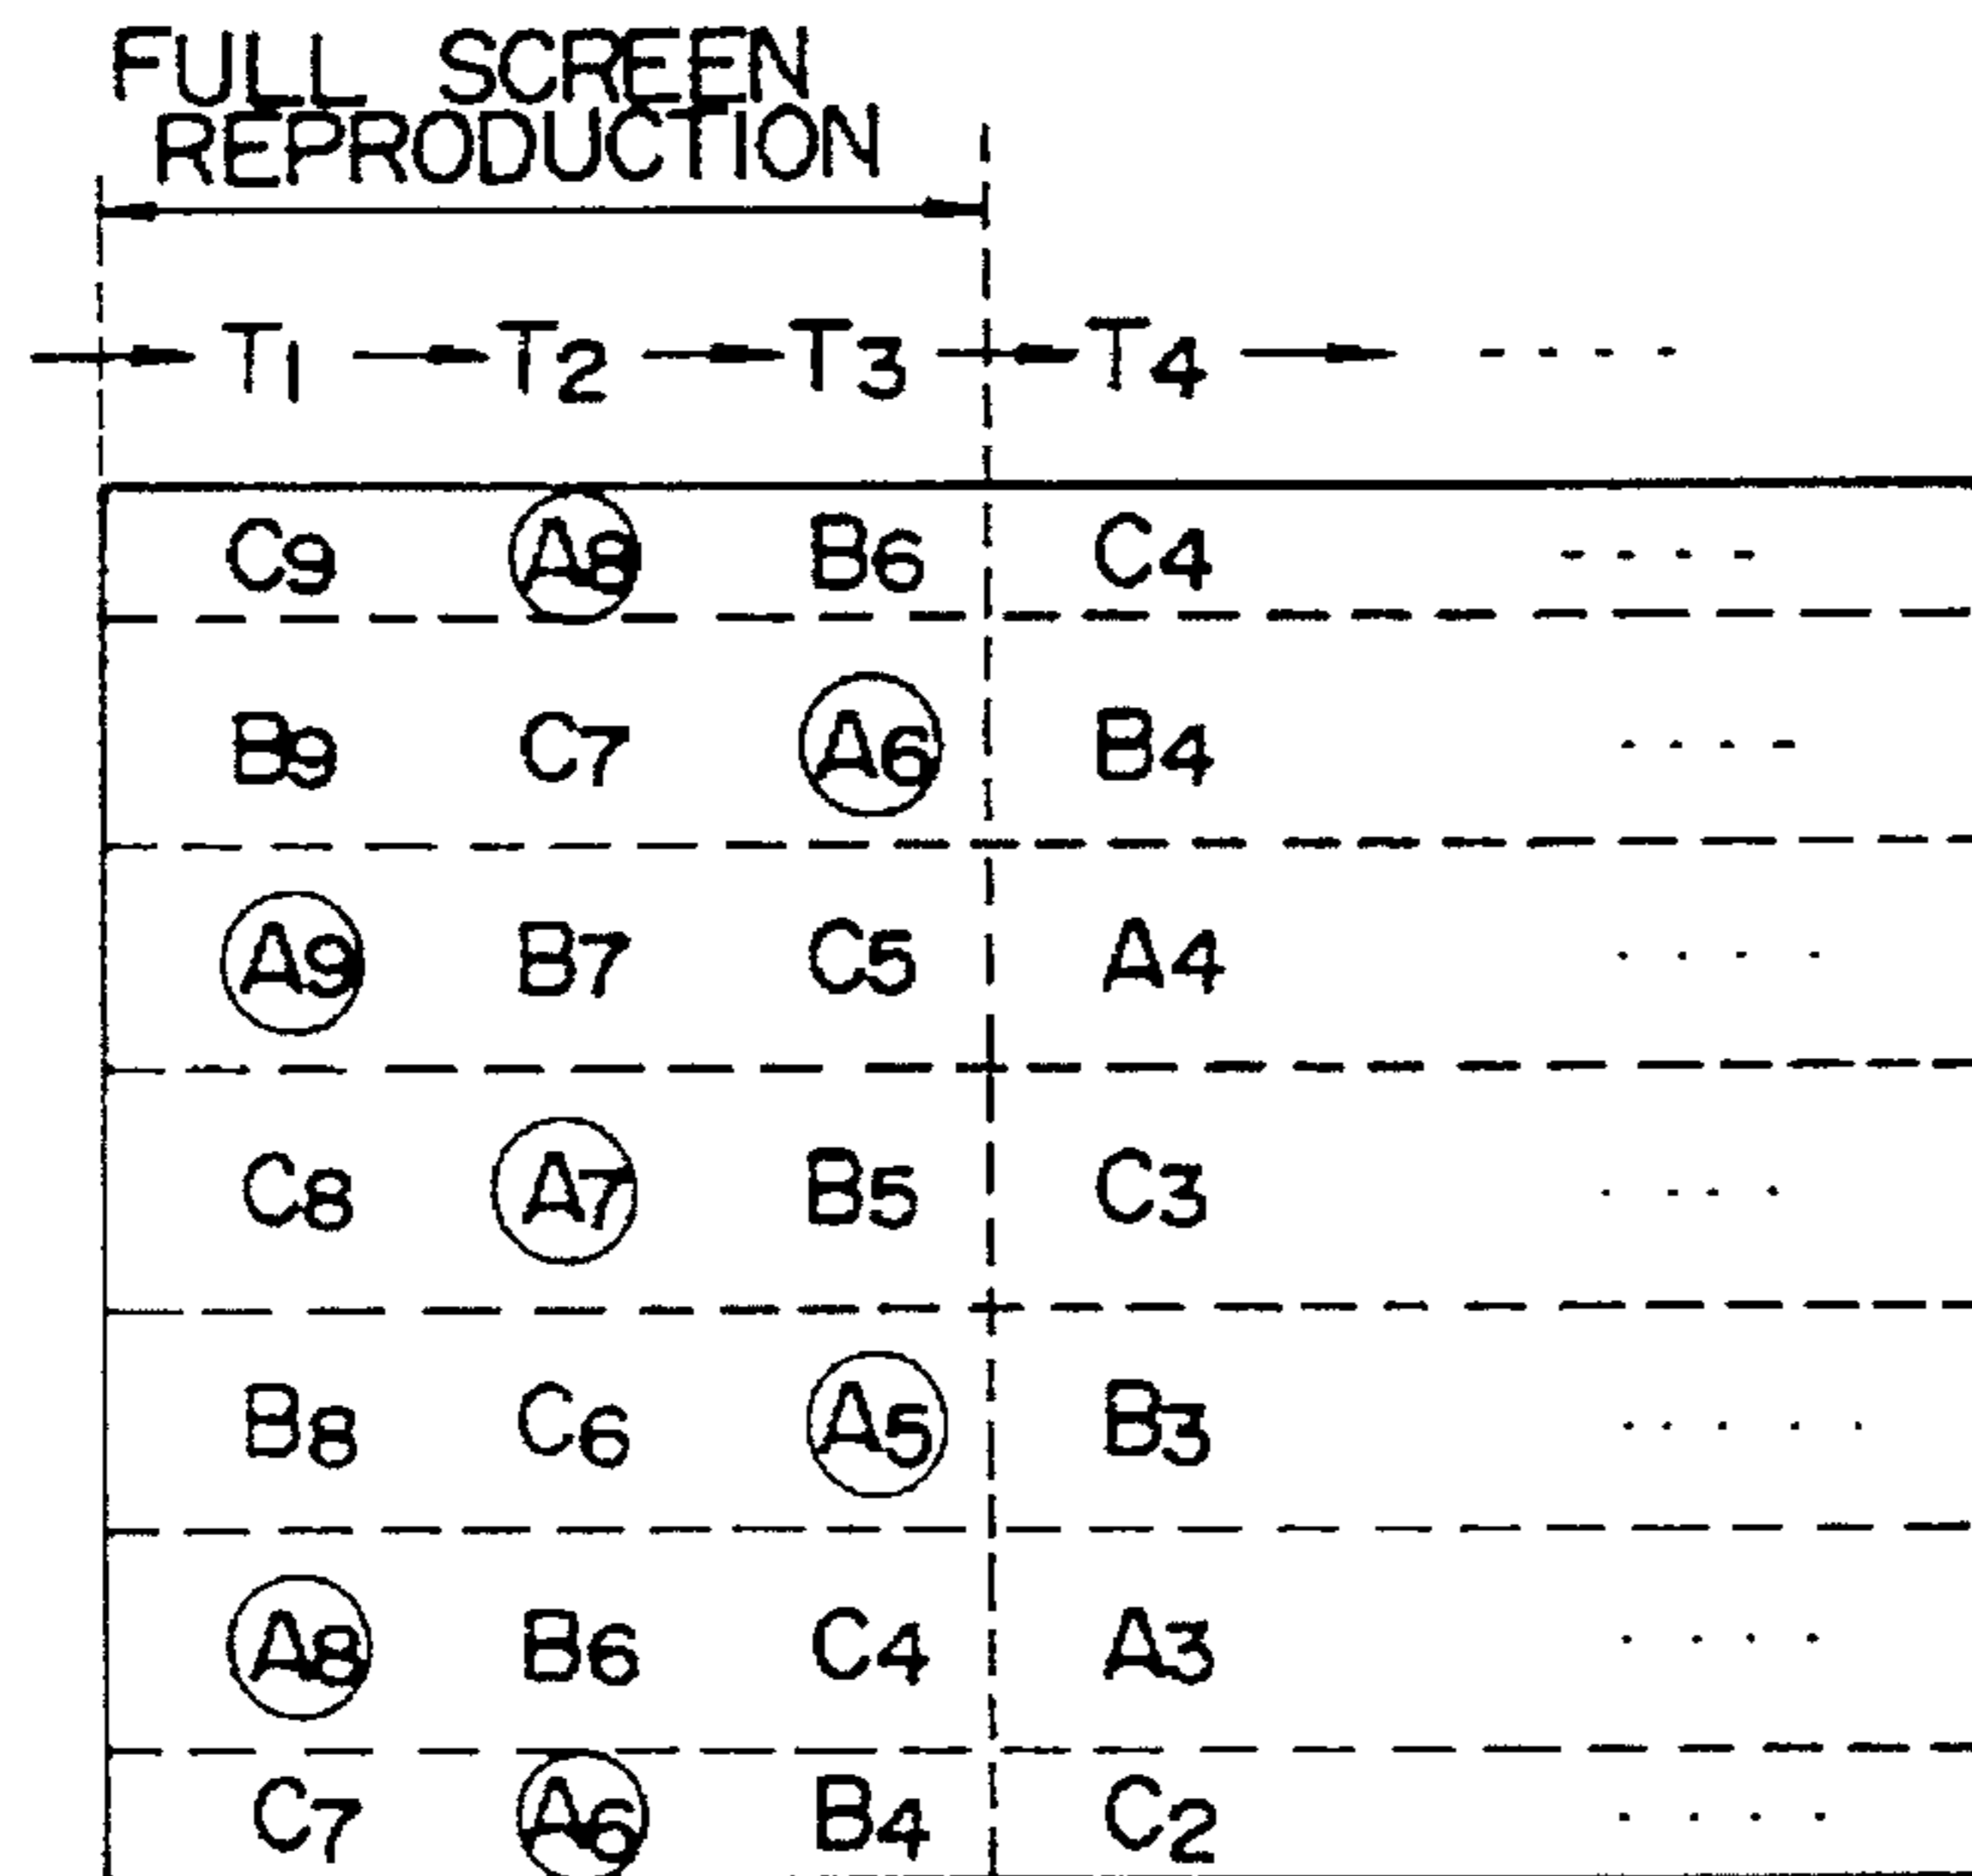 FULL SCREEN
REPRODUCTION
T1 T2 T3 T4 ....
C9 A8 B6 C4 ....
B9 C7 A6 B4 ....
A9 B7 C5 A4 ....
C8 A7 B5 C3 ....
B8 C6 A5 B3 .....
A8 B6 C4 A3 ....
C7 A6 B4 C2 ....